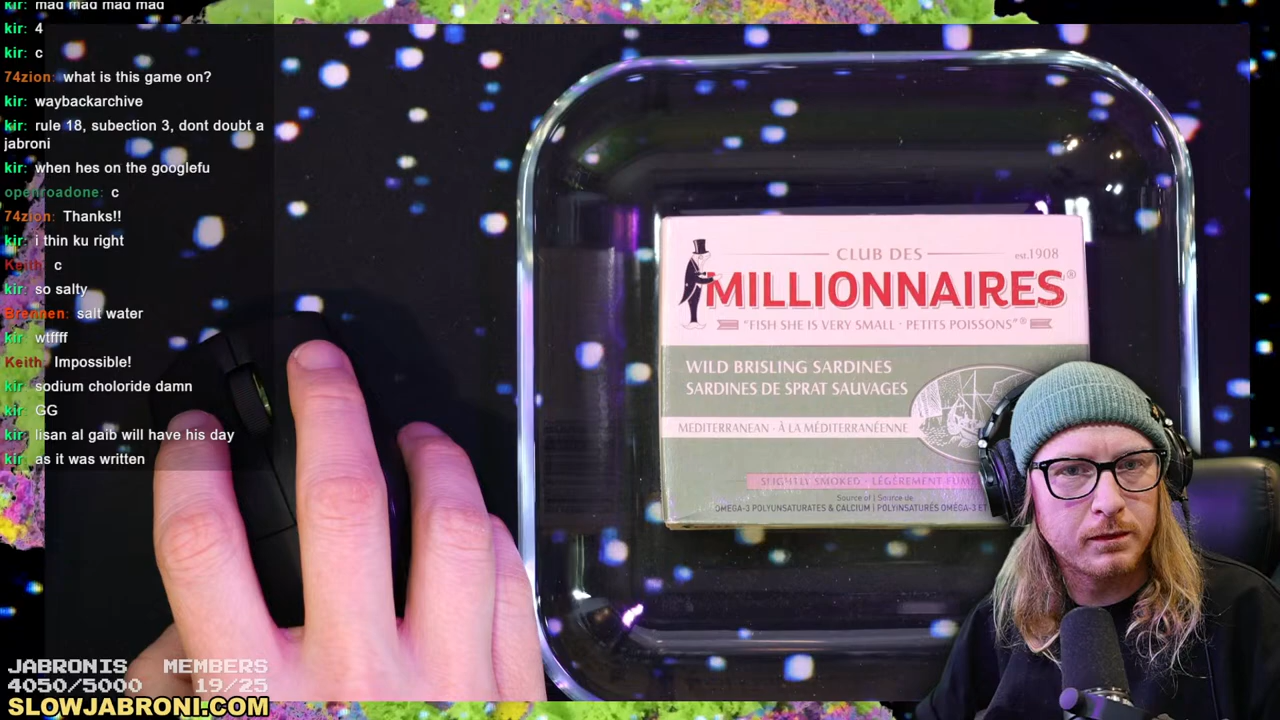 kir: mad mad mad mad
kir: 4
kir: c
74zion: what is this game on?
kir: waybackarchive
kir: rule 18, subection 3, dont doubt a
jabroni
kir: when hes on the googlefu
openroadone: c
74zion: Thanks!!
kir: i thin ku right
Keith: c
kir: so salty
Brennen: salt water
kir: wtffff
Keith: Impossible!
kir: sodium choloride damn
kir: GG
kir: lisan al gaib will have his day
kir: as it was written
JABRONIS MEMBERS
4050/5000 19/25
SLOWJABRONI.COM
CLUB DES
est.1908
MILLIONNAIRES®
"FISH SHE IS VERY SMALL · PETITS POISSONS"®
WILD BRISLING SARDINES
SARDINES DE SPRAT SAUVAGES
MEDITERRANEAN · À LA MÉDITERRANÉENNE
SLIGHTLY SMOKED · LÉGÈREMENT
Source of | Source de
OMEGA-3 POLYUNSATURATES & CALCIUM | POLYINSATURÉS OMÉGA-3 ET